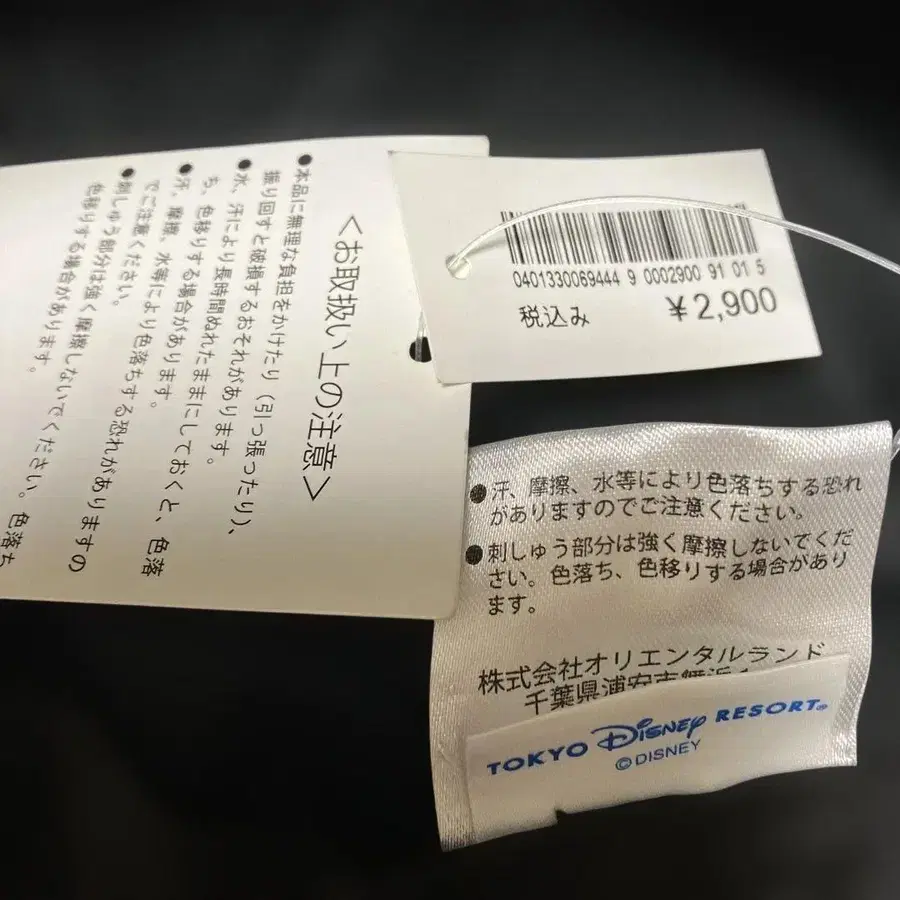 <お取扱い上の注意>
●本品に無理な負担をかけたり(引っ張ったり)、
振り回すと破損するおそれがあります。
●水、汗により長時間ぬれたままにしておくと、色落
ち、色移りする場合があります。
●汗、摩擦、水等により色落ちする恐れがありますの
でご注意ください。
●刺しゅう部分は強く摩擦しないでください。色落ち
色移りする場合があります。
0401330069444 9 0002900 91 01 5
税込み ¥2,900
●汗、摩擦、水等により色落ちする恐れ
がありますのでご注意ください。
●刺しゅう部分は強く摩擦しないでくだ
さい。色落ち、色移りする場合があり
ます。
株式会社オリエンタルランド
千葉県浦安市舞浜
TOKYO Disney RESORT®
©DISNEY